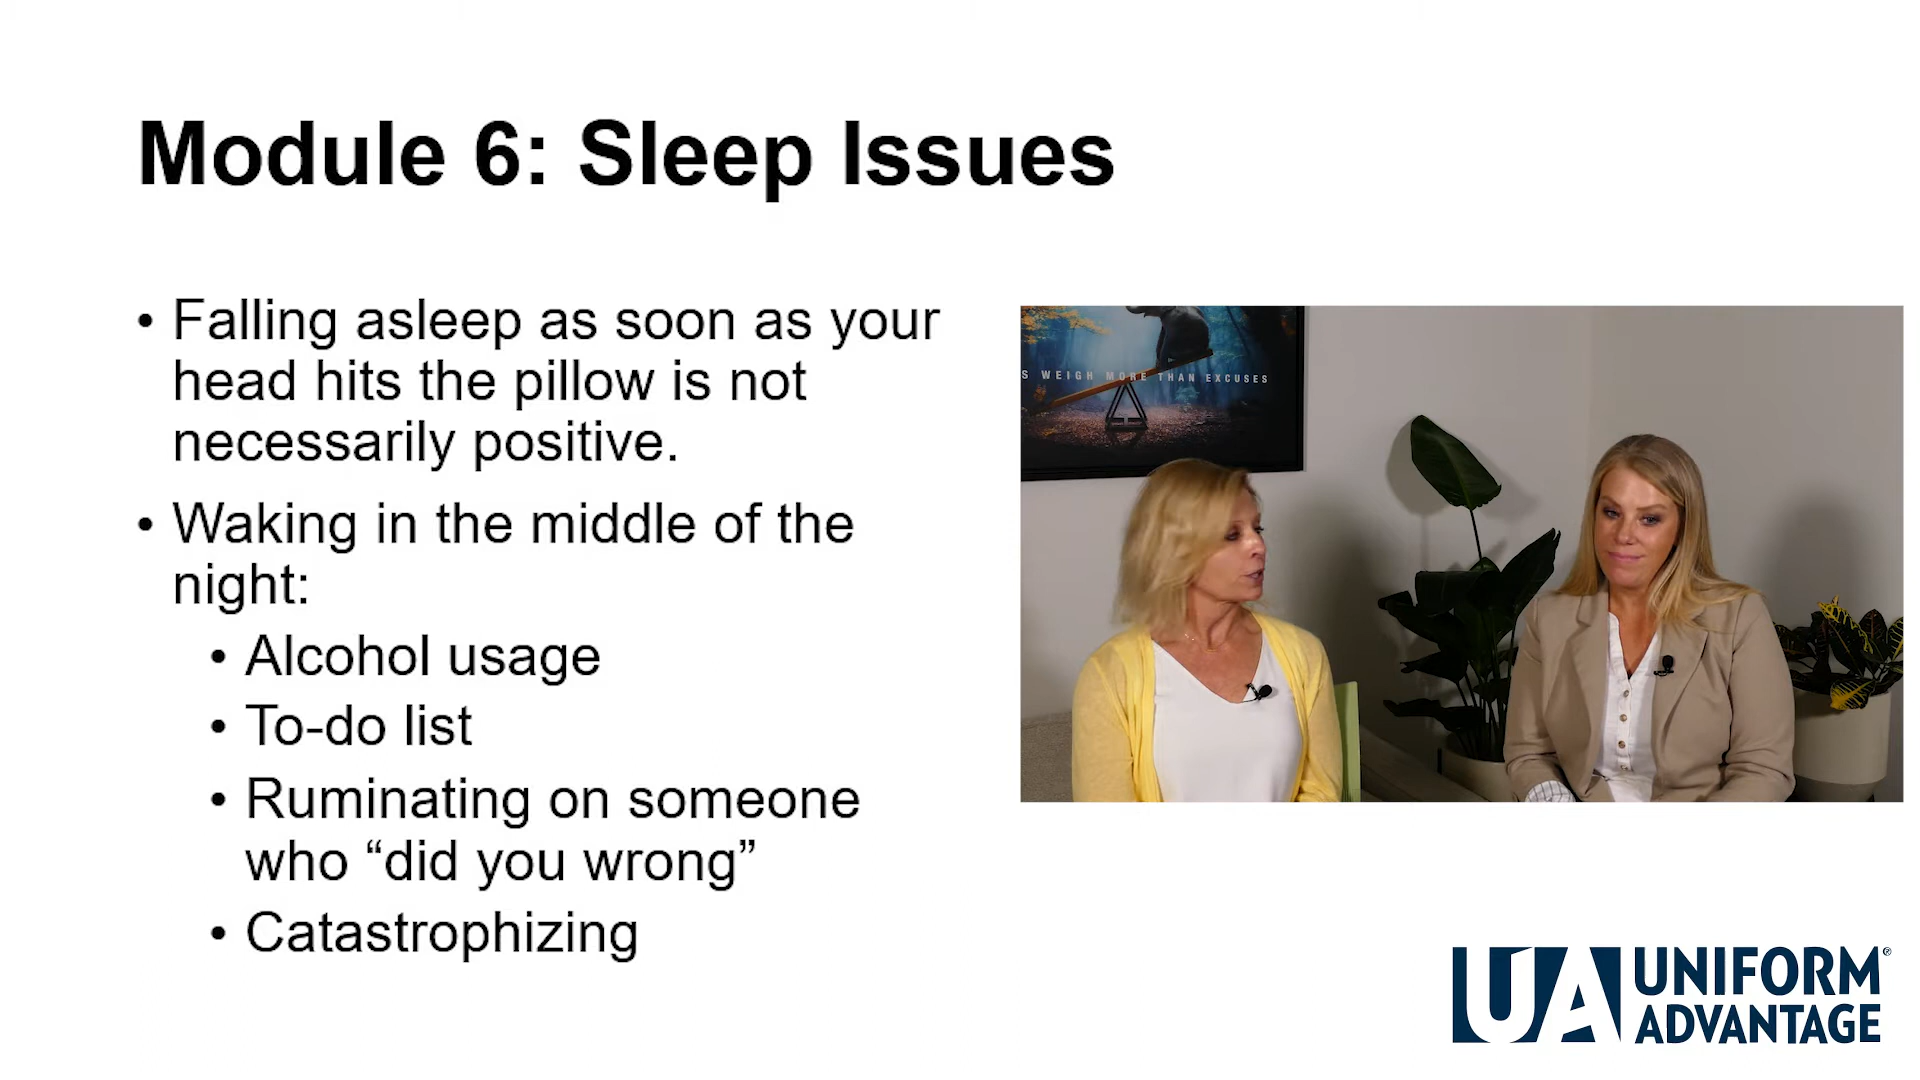 Module 6: Sleep Issues
• Falling asleep as soon as your
head hits the pillow is not
necessarily positive.
• Waking in the middle of the
night:
• Alcohol usage
• To-do list
• Ruminating on someone
who “did you wrong”
• Catastrophizing
S WEIGH MORE THAN EXCUSES
UA UNIFORM®
ADVANTAGE